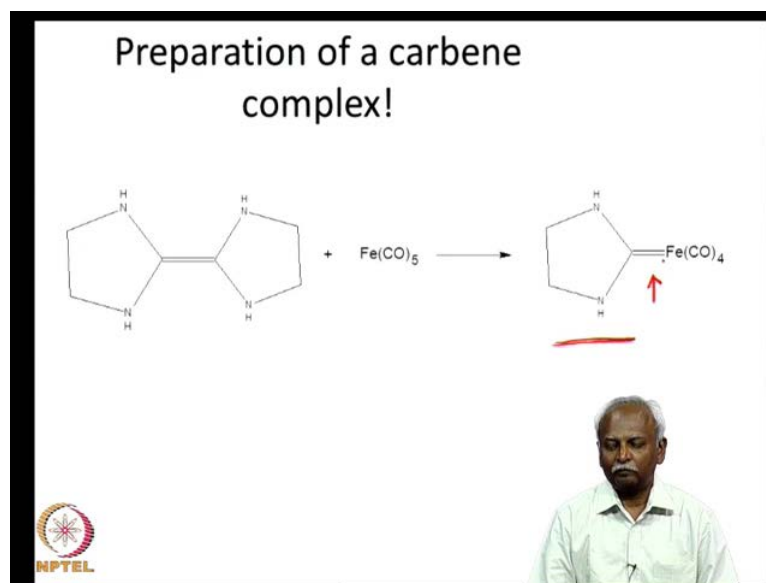 Preparation of a carbene
complex!
H
N
H
N
N
H
N
H
+
Fe(CO)5
H
N
N
H
Fe(CO)4
NPTEL